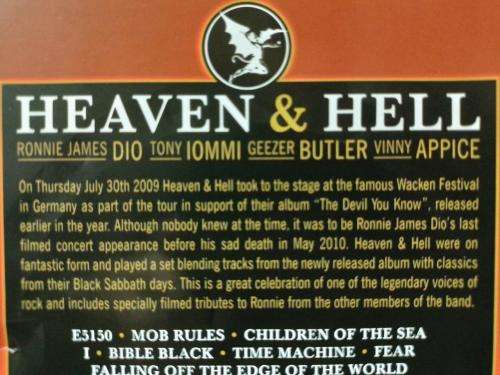 HEAVEN & HELL
RONNIE JAMES DIO TONY IOMMI GEEZER BUTLER VINNY APPICE
On Thursday July 30th 2009 Heaven & Hell took to the stage at the famous Wacken Festival
in Germany as part of the tour in support of their album "The Devil You Know", released
earlier in the year. Although nobody knew at the time, it was to be Ronnie James Dio's last
filmed concert appearance before his sad death in May 2010. Heaven & Hell were on
fantastic form and played a set blending tracks from the newly released album with classics
from their Black Sabbath days. This is a great celebration of one of the legendary voices of
rock and includes specially filmed tributes to Ronnie from the other members of the band.
E5150 • MOB RULES • CHILDREN OF THE SEA
I • BIBLE BLACK • TIME MACHINE • FEAR
FALLING OFF THE EDGE OF THE WORLD